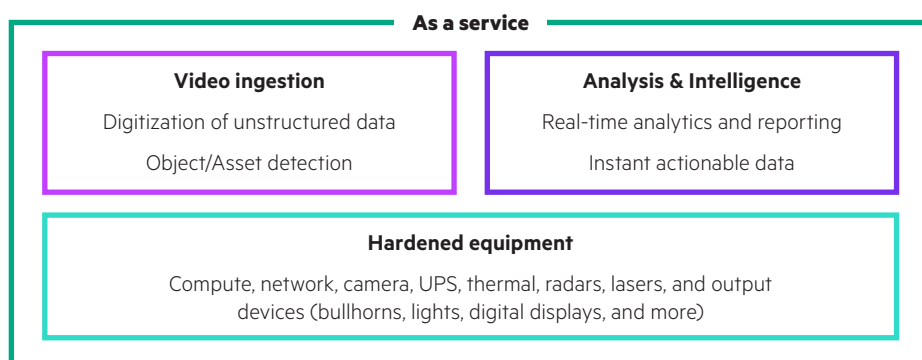 As a service
Video ingestion
Digitization of unstructured data
Object/Asset detection
Analysis & Intelligence
Real-time analytics and reporting
Instant actionable data
Hardened equipment
Compute, network, camera, UPS, thermal, radars, lasers, and output
devices (bullhorns, lights, digital displays, and more)